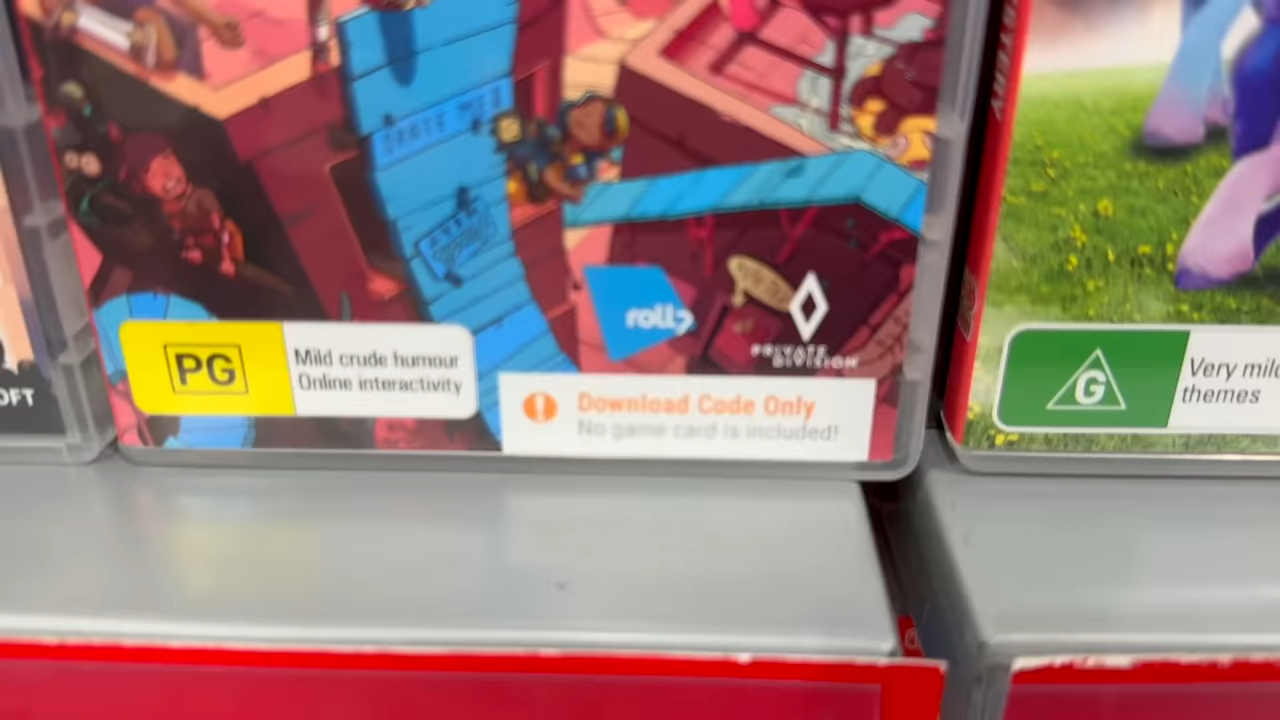 SKATE
PG
Mild crude humour
Online interactivity
roll7
PRIVATE
DIVISION
Download Code Only
No game card is included!
OFT
G
Very mild
themes